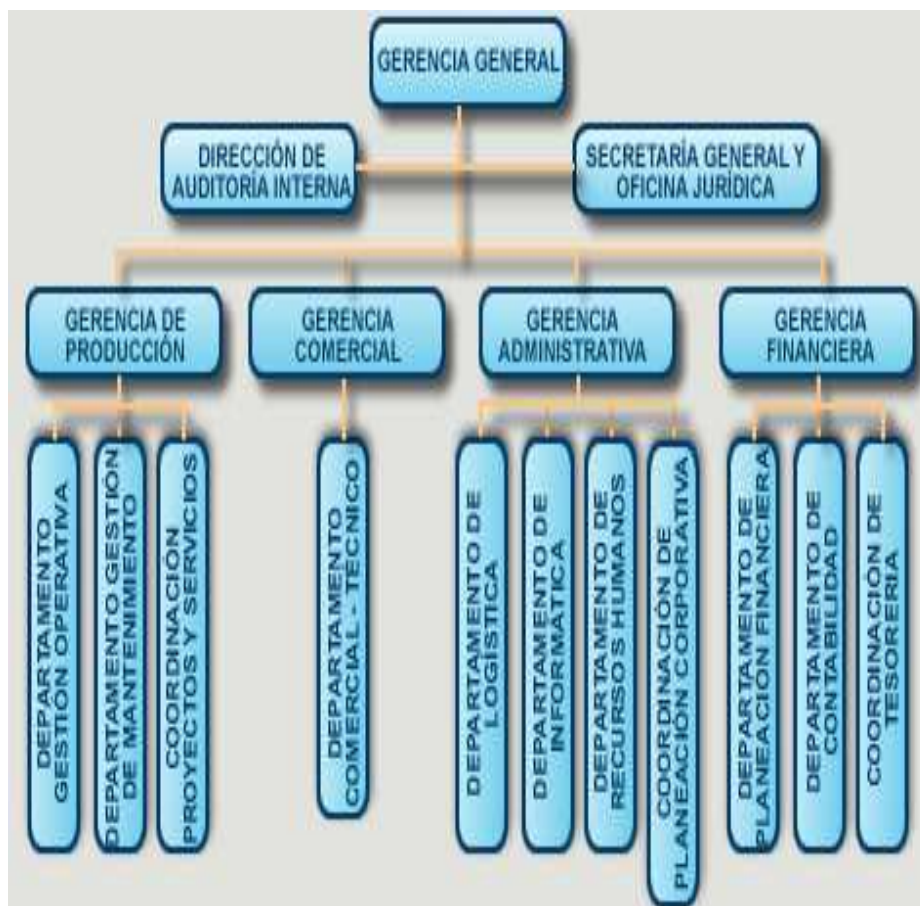 GERENCIA GENERAL
DIRECCIÓN DE
AUDITORÍA INTERNA
SECRETARÍA GENERAL Y
OFICINA JURÍDICA
GERENCIA DE
PRODUCCIÓN
GERENCIA
COMERCIAL
GERENCIA
ADMINISTRATIVA
GERENCIA
FINANCIERA
DEPARTAMENTO
GESTIÓN OPERATIVA
DEPARTAMENTO GESTIÓN
DE MANTENIMIENTO
COORDINACIÓN
PROYECTOS Y SERVICIOS
DEPARTAMENTO
COMERCIAL - TÉCNICO
DEPARTAMENTO DE
LOGÍSTICA
DEPARTAMENTO DE
INFORMÁTICA
DEPARTAMENTO DE
RECURSOS HUMANOS
COORDINACIÓN DE
PLANEACIÓN CORPORATIVA
DEPARTAMENTO DE
PLANEACION FINANCIERA
DEPARTAMENTO DE
CONTABILIDAD
COORDINACIÓN DE
TESORERIA